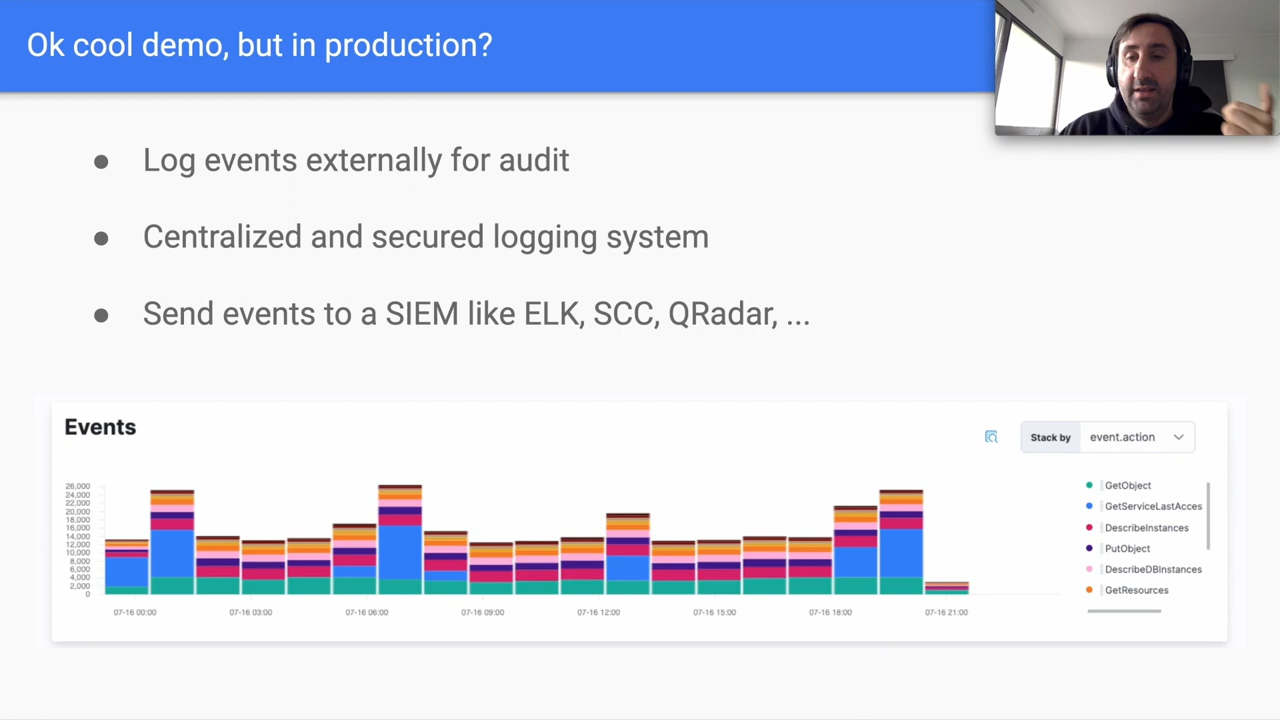 Ok cool demo, but in production?
● Log events externally for audit
● Centralized and secured logging system
● Send events to a SIEM like ELK, SCC, QRadar, ...
Events
Stack by event.action
26,000
24,000
22,000
20,000
18,000
16,000
14,000
12,000
10,000
8,000
6,000
4,000
2,000
0
07-16 00:00 07-16 03:00 07-16 06:00 07-16 09:00 07-16 12:00 07-16 15:00 07-16 18:00 07-16 21:00
GetObject
GetServiceLastAcces
DescribeInstances
PutObject
DescribeDBInstances
GetResources